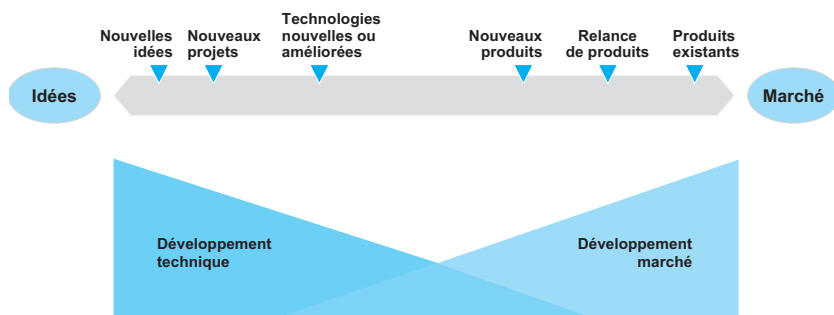 Nouvelles
idées
Nouveaux
projets
Technologies
nouvelles ou
améliorées
Nouveaux
produits
Relance
de produits
Produits
existants
Idées
Marché
Développement
technique
Développement
marché